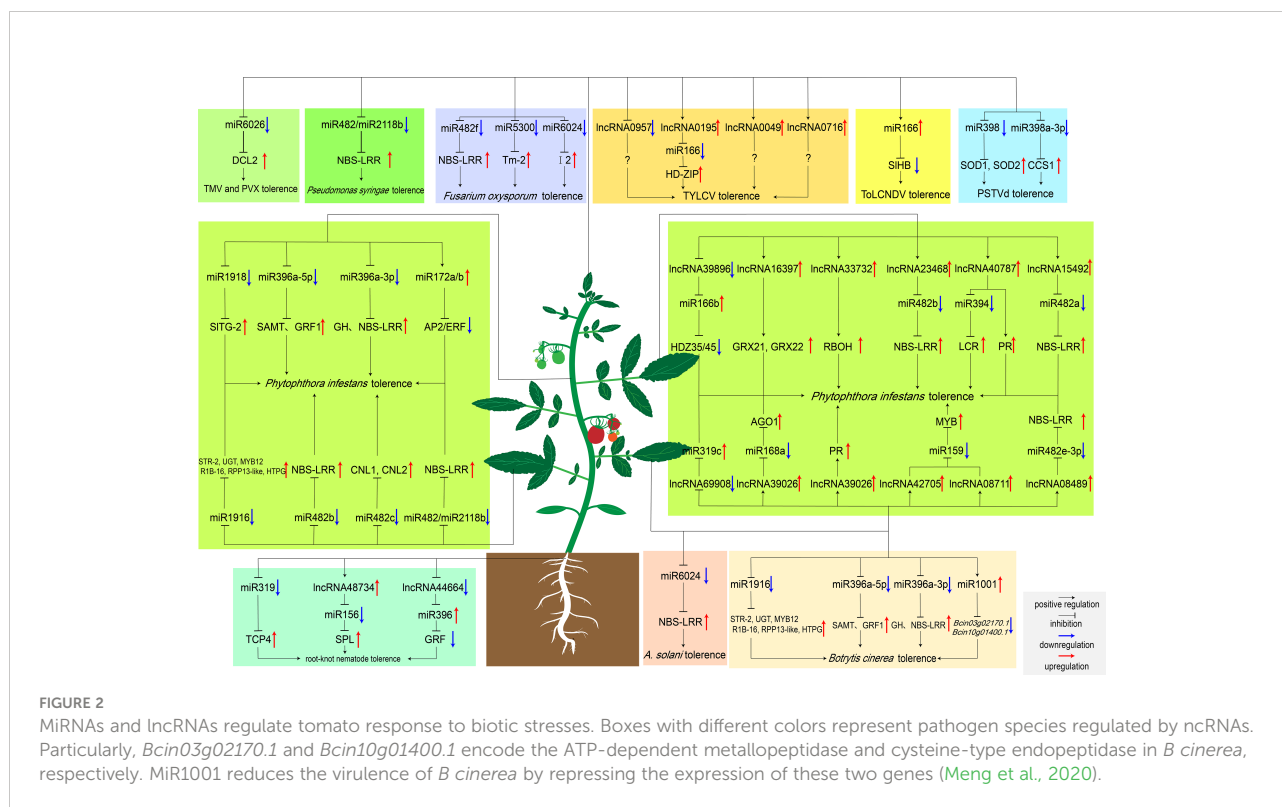 miR6026
DCL2
TMV and PVX tolerence
miR482/miR2118b
NBS-LRR
Pseudomonas syringae tolerence
miR482f miR5300 miR6024
NBS-LRR Tm-2 I 2
Fusarium oxysporum tolerence
lncRNA0957 lncRNA0195 lncRNA0049 lncRNA0716
miR166
? HD-ZIP ? ?
TYLCV tolerence
miR166
SlHB
ToLCNDV tolerence
miR398 miR398a-3p
SOD1, SOD2 CCS1
PSTVd tolerence
miR1918 miR396a-5p miR396a-3p miR172a/b
SlTG-2 SAMT、GRF1 GH、NBS-LRR AP2/ERF
Phytophthora infestans tolerence
STR-2, UGT, MYB12
R1B-16, RPP13-like, HTPG NBS-LRR CNL1, CNL2 NBS-LRR
miR1916 miR482b miR482c miR482/miR2118b
lncRNA39896 lncRNA16397 lncRNA33732 lncRNA23468 lncRNA40787 lncRNA15492
miR166b miR482b miR394 miR482a
HDZ35/45 GRX21, GRX22 RBOH NBS-LRR LCR PR NBS-LRR
Phytophthora infestans tolerence
AGO1 MYB NBS-LRR
miR319c miR168a PR miR159 miR482e-3p
lncRNA69908 lncRNA39026 lncRNA39026 lncRNA42705 lncRNA08711 lncRNA08489
miR319 lncRNA48734 lncRNA44664
miR156 miR396
TCP4 SPL GRF
root-knot nematode tolerence
miR6024
NBS-LRR
A. solani tolerence
miR1916 miR396a-5p miR396a-3p miR1001
STR-2, UGT, MYB12
R1B-16, RPP13-like, HTPG SAMT、GRF1 GH、NBS-LRR Bcin03g02170.1
Bcin10g01400.1
Botrytis cinerea tolerence
positive regulation
inhibition
downregulation
upregulation
FIGURE 2
MiRNAs and lncRNAs regulate tomato response to biotic stresses. Boxes with different colors represent pathogen species regulated by ncRNAs.
Particularly, Bcin03g02170.1 and Bcin10g01400.1 encode the ATP-dependent metallopeptidase and cysteine-type endopeptidase in B cinerea,
respectively. MiR1001 reduces the virulence of B cinerea by repressing the expression of these two genes (Meng et al., 2020).